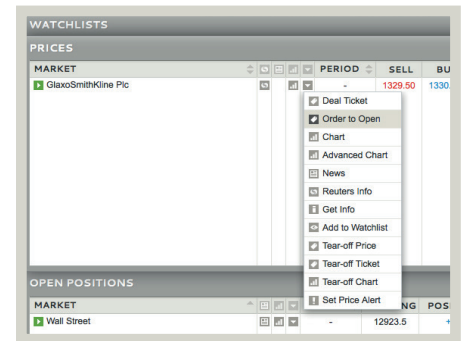 WATCHLISTS
PRICES
MARKET PERIOD SELL BU
GlaxoSmithKline Plc - 1329.50 1330.
Deal Ticket
Order to Open
Chart
Advanced Chart
News
Reuters Info
Get Info
Add to Watchlist
Tear-off Price
Tear-off Ticket
Tear-off Chart
Set Price Alert
OPEN POSITIONS
MARKET NG POS
Wall Street - 12923.5 +